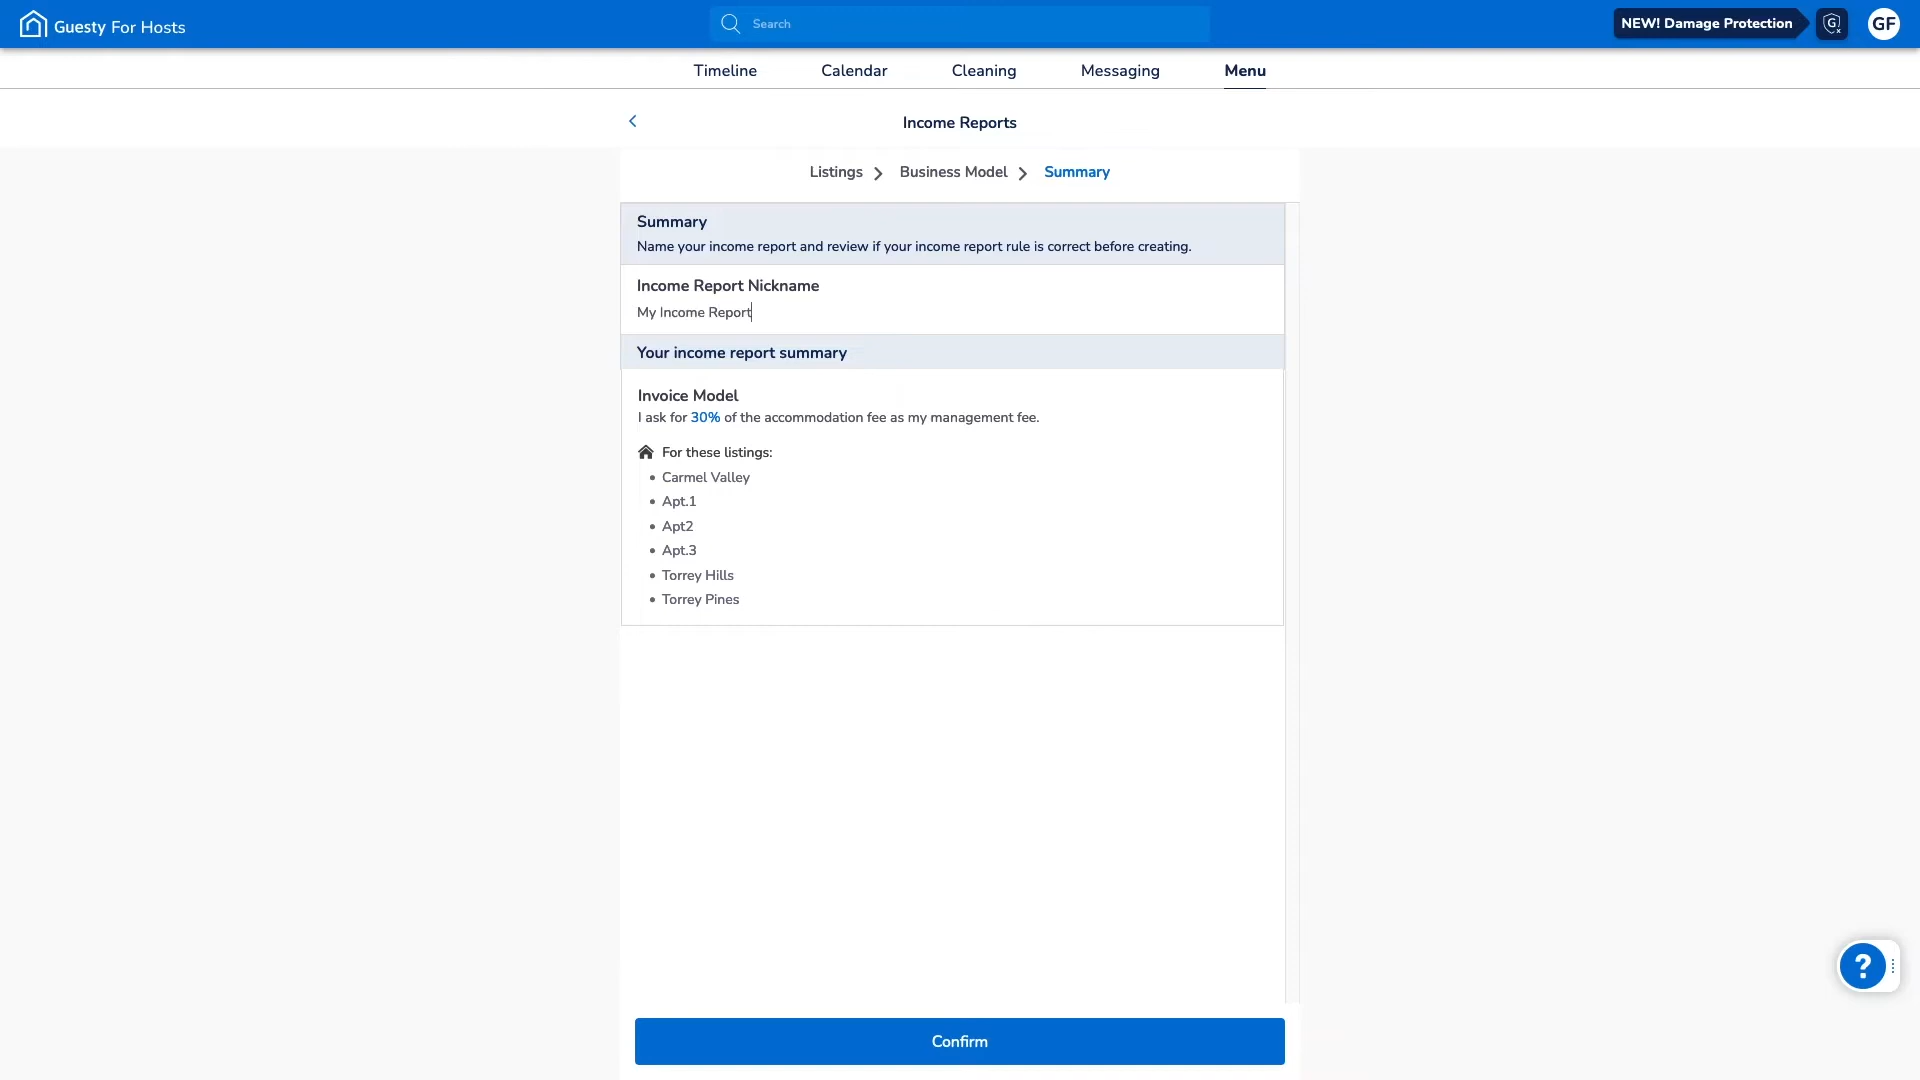 Guesty For Hosts
Search
NEW! Damage Protection
G
GF
Timeline
Calendar
Cleaning
Messaging
Menu
Income Reports
Listings
Business Model
Summary
Summary
Name your income report and review if your income report rule is correct before creating.
Income Report Nickname
My Income Report
Your income report summary
Invoice Model
I ask for 30% of the accommodation fee as my management fee.
For these listings:
• Carmel Valley
• Apt.1
• Apt2
• Apt.3
• Torrey Hills
• Torrey Pines
?
Confirm